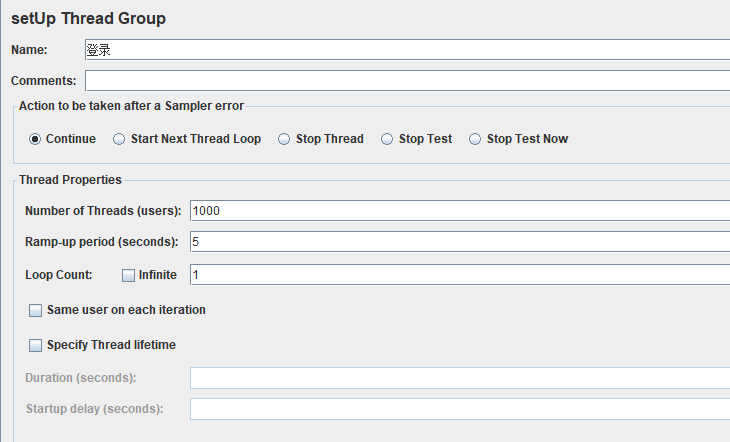 setUp Thread Group
Name: 登录
Comments:
Action to be taken after a Sampler error
Continue Start Next Thread Loop Stop Thread Stop Test Stop Test Now
Thread Properties
Number of Threads (users): 1000
Ramp-up period (seconds): 5
Loop Count: Infinite 1
Same user on each iteration
Specify Thread lifetime
Duration (seconds):
Startup delay (seconds):